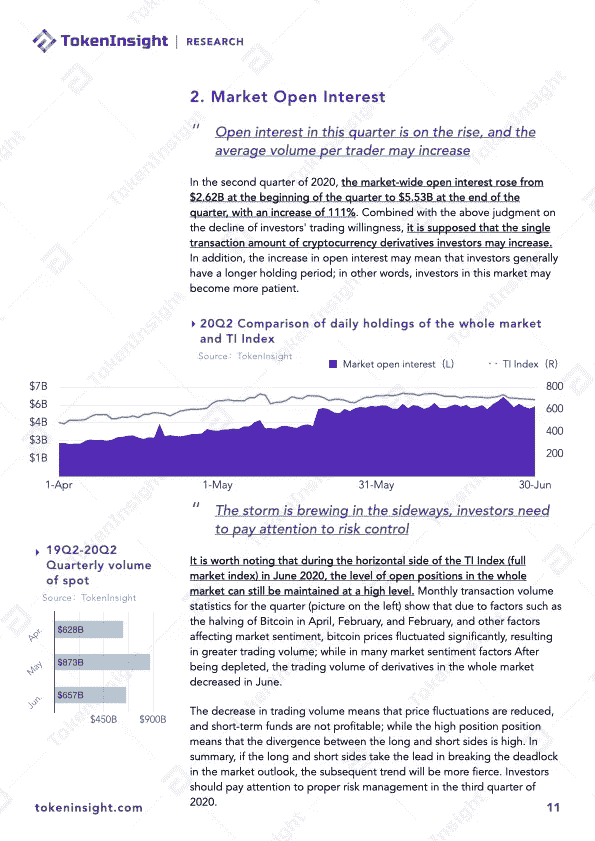 TokenInsight | RESEARCH
2. Market Open Interest
“ Open interest in this quarter is on the rise, and the
average volume per trader may increase
In the second quarter of 2020, the market-wide open interest rose from
$2.62B at the beginning of the quarter to $5.53B at the end of the
quarter, with an increase of 111%. Combined with the above judgment on
the decline of investors' trading willingness, it is supposed that the single
transaction amount of cryptocurrency derivatives investors may increase.
In addition, the increase in open interest may mean that investors generally
have a longer holding period; in other words, investors in this market may
become more patient.
20Q2 Comparison of daily holdings of the whole market
and TI Index
Source: TokenInsight
Market open interest (L)
TI Index (R)
$7B
$6B
$4B
$3B
$1B
800
600
400
200
1-Apr
1-May
31-May
30-Jun
“ The storm is brewing in the sideways, investors need
to pay attention to risk control
19Q2-20Q2
Quarterly volume
of spot
Source: TokenInsight
Apr.
$628B
May
$873B
Jun.
$657B
$450B
$900B
It is worth noting that during the horizontal side of the TI Index (full
market index) in June 2020, the level of open positions in the whole
market can still be maintained at a high level. Monthly transaction volume
statistics for the quarter (picture on the left) show that due to factors such as
the halving of Bitcoin in April, February, and February, and other factors
affecting market sentiment, bitcoin prices fluctuated significantly, resulting
in greater trading volume; while in many market sentiment factors After
being depleted, the trading volume of derivatives in the whole market
decreased in June.
The decrease in trading volume means that price fluctuations are reduced,
and short-term funds are not profitable; while the high position position
means that the divergence between the long and short sides is high. In
summary, if the long and short sides take the lead in breaking the deadlock
in the market outlook, the subsequent trend will be more fierce. Investors
should pay attention to proper risk management in the third quarter of
2020.
tokeninsight.com
11